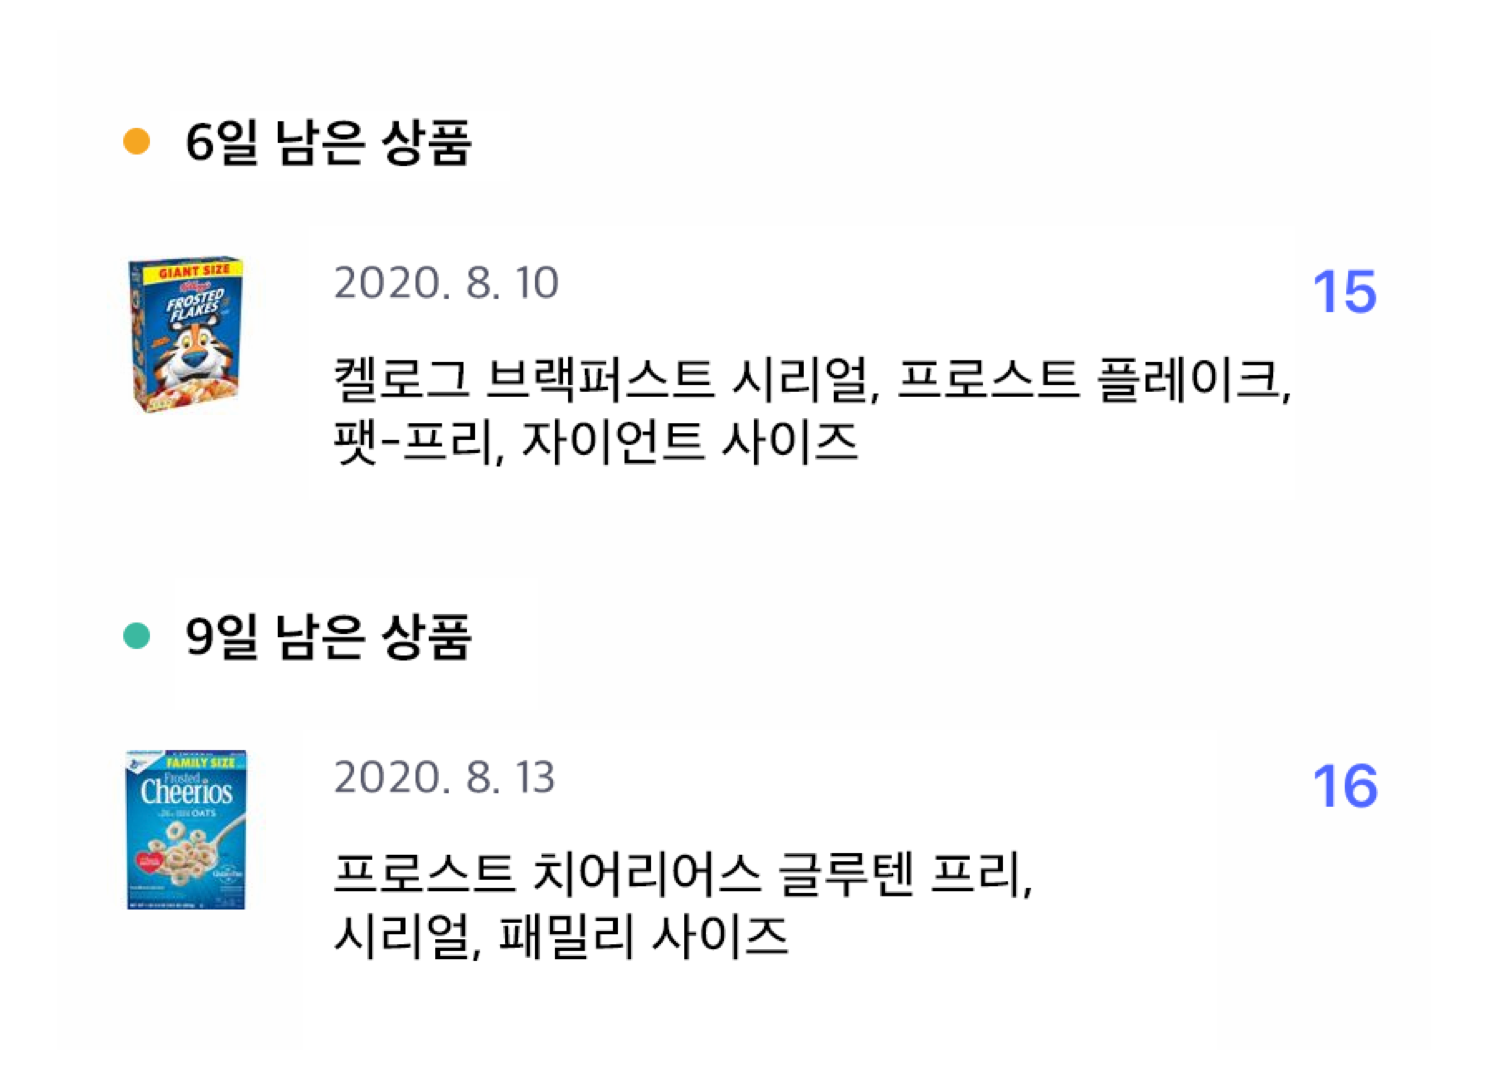 6일 남은 상품
GIANT SIZE
Kellogg's
FROSTED
FLAKES
2020. 8. 10
15
켈로그 브랙퍼스트 시리얼, 프로스트 플레이크,
팻-프리, 자이언트 사이즈
9일 남은 상품
FAMILY SIZE
Frosted
Cheerios
OATS
2020. 8. 13
16
프로스트 치어리어스 글루텐 프리,
시리얼, 패밀리 사이즈